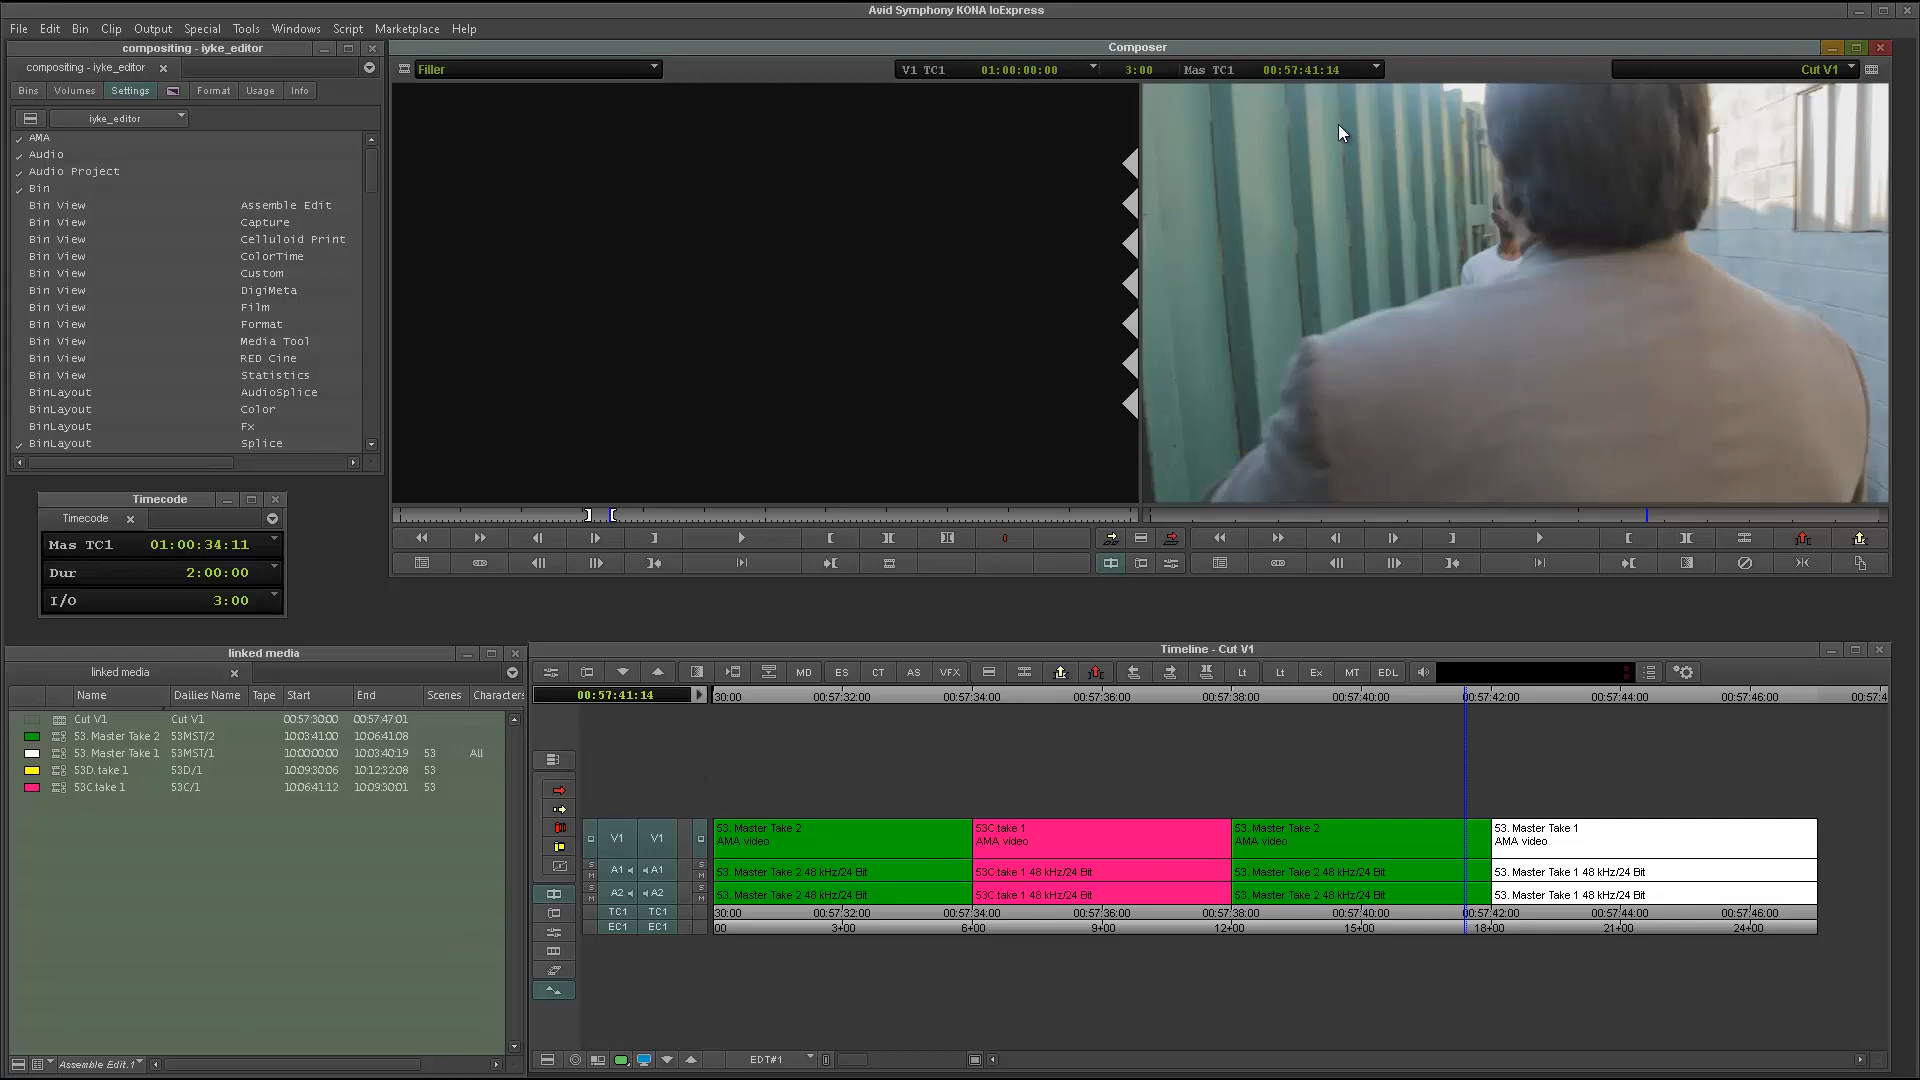 Avid Symphony KONA IoExpress
File Edit Bin Clip Output Special Tools Windows Script Marketplace Help
compositing - iyke_editor
compositing - iyke_editor
Bins Volumes Settings Format Usage Info
iyke_editor
AMA
Audio
Audio Project
Bin
Bin View Assemble Edit
Bin View Capture
Bin View Celluloid Print
Bin View ColorTime
Bin View Custom
Bin View DigiMeta
Bin View Film
Bin View Format
Bin View Media Tool
Bin View RED Cine
Bin View Statistics
BinLayout AudioSplice
BinLayout Color
BinLayout Fx
BinLayout Splice
Composer
Filler
V1 TC1 01:00:00:00 3:00 Mas TC1 00:57:41:14
Cut V1
0
Timecode
Timecode
Mas TC1 01:00:34:11
Dur 2:00:00
I/O 3:00
linked media
linked media
Name Dailies Name Tape Start End Scenes Characters
Cut V1 Cut V1 00:57:30:00 00:57:47:01
53. Master Take 2 53MST/2 10:03:41:00 10:06:41:08
53. Master Take 1 53MST/1 10:00:00:00 10:03:40:19 53 All
53D.take 1 53D/1 10:09:30:06 10:12:32:08 53
53C.take 1 53C/1 10:06:41:12 10:09:30:01 53
Assemble Edit.1
Timeline - Cut V1
MD ES CT AS VFX Lt Lt Ex MT EDL
00:57:41:14
30:00 00:57:32:00 00:57:34:00 00:57:36:00 00:57:38:00 00:57:40:00 00:57:42:00 00:57:44:00 00:57:46:00 00:57:4
V1 V1
53. Master Take 2 53C.take 1 53. Master Take 2 53. Master Take 1
AMA video AMA video AMA video AMA video
A1 A1 S M S M
53. Master Take 2 48 kHz/24 Bit 53C.take 1 48 kHz/24 Bit 53. Master Take 2 48 kHz/24 Bit 53. Master Take 1 48 kHz/24 Bit
A2 A2 S M S M
53. Master Take 2 48 kHz/24 Bit 53C.take 1 48 kHz/24 Bit 53. Master Take 2 48 kHz/24 Bit 53. Master Take 1 48 kHz/24 Bit
TC1 TC1 30:00 00:57:32:00 00:57:34:00 00:57:36:00 00:57:38:00 00:57:40:00 00:57:42:00 00:57:44:00 00:57:46:00
EC1 EC1 00 3+00 6+00 9+00 12+00 15+00 18+00 21+00 24+00
EDT#1